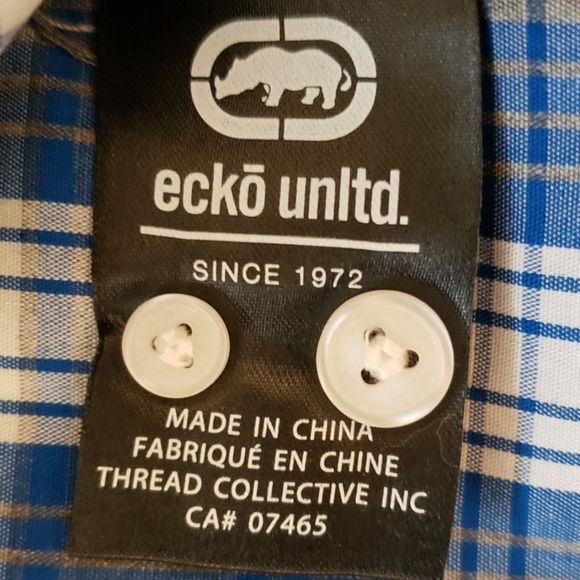 eckō unltd.
SINCE 1972
MADE IN CHINA
FABRIQUÉ EN CHINE
THREAD COLLECTIVE INC
CA# 07465